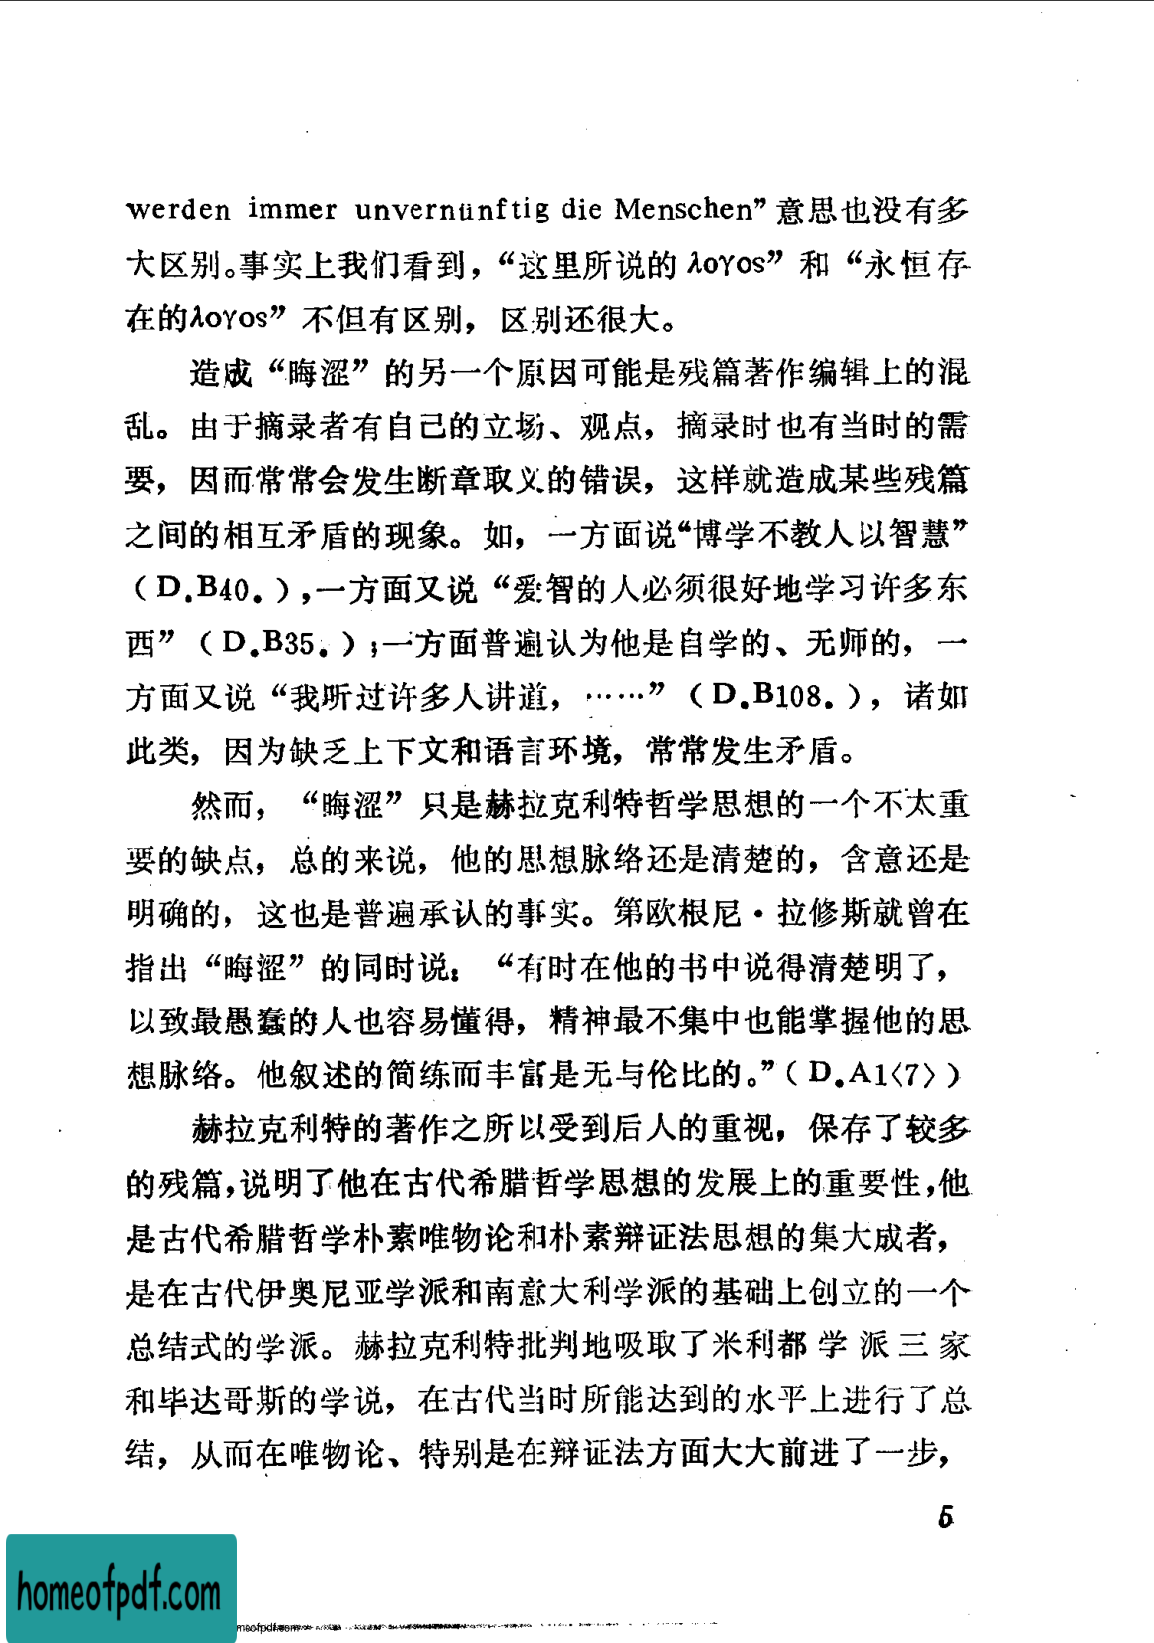 werden immer unvernünftig die Menschen”意思也没有多
大区别。事实上我们看到，“这里所说的 λoγos”和“永恒存
在的λoγos”不但有区别，区别还很大。
造成“晦涩”的另一个原因可能是残篇著作编辑上的混
乱。由于摘录者有自己的立场、观点，摘录时也有当时的需
要，因而常常会发生断章取义的错误，这样就造成某些残篇
之间的相互矛盾的现象。如，一方面说“博学不教人以智慧”
（D.B40.），一方面又说“爱智的人必须很好地学习许多东
西”（D.B35.）；一方面普遍认为他是自学的、无师的，一
方面又说“我听过许多人讲道，……”（D.B108.），诸如
此类，因为缺乏上下文和语言环境，常常发生矛盾。
然而，“晦涩”只是赫拉克利特哲学思想的一个不太重
要的缺点，总的来说，他的思想脉络还是清楚的，含意还是
明确的，这也是普遍承认的事实。第欧根尼·拉修斯就曾在
指出“晦涩”的同时说：“有时在他的书中说得清楚明了，
以致最愚蠢的人也容易懂得，精神最不集中也能掌握他的思
想脉络。他叙述的简练而丰富是无与伦比的。”（D.A1〈7〉）
赫拉克利特的著作之所以受到后人的重视，保存了较多
的残篇，说明了他在古代希腊哲学思想的发展上的重要性，他
是古代希腊哲学朴素唯物论和朴素辩证法思想的集大成者，
是在古代伊奥尼亚学派和南意大利学派的基础上创立的一个
总结式的学派。赫拉克利特批判地吸取了米利都学派三家
和毕达哥斯的学说，在古代当时所能达到的水平上进行了总
结，从而在唯物论、特别是在辩证法方面大大前进了一步，
5
homeofpdf.com